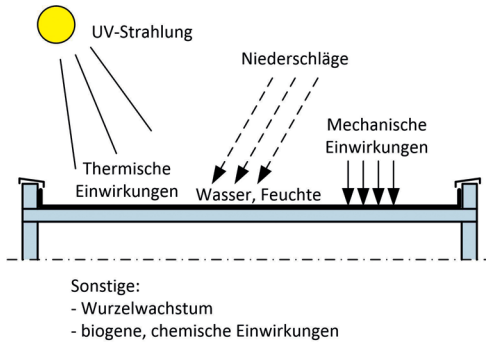 UV-Strahlung
Niederschläge
Mechanische
Einwirkungen
Thermische
Einwirkungen
Wasser, Feuchte
Sonstige:
- Wurzelwachstum
- biogene, chemische Einwirkungen